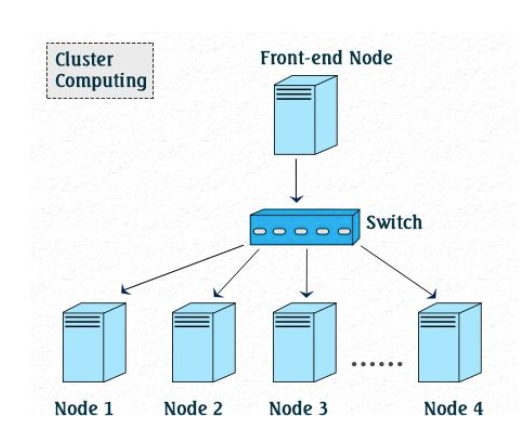 Cluster
Computing
Front-end Node
Switch
Node 1
Node 2
Node 3
Node 4